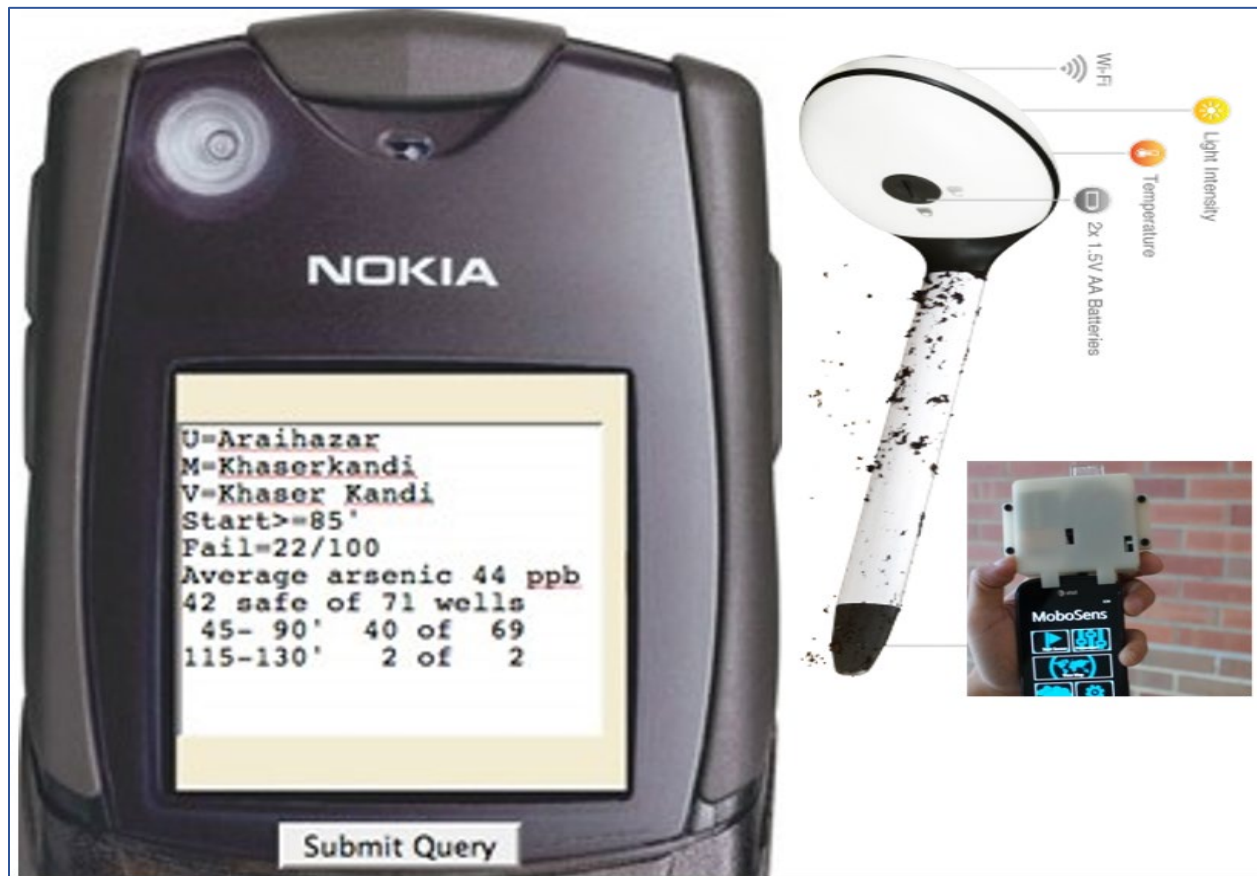 NOKIA
U=Araihazar
M=Khaserkandi
V=Khaser Kandi
Start>=85'
Fail=22/100
Average arsenic 44 ppb
42 safe of 71 wells
45- 90' 40 of 69
115-130' 2 of 2
Submit Query
Wi-Fi
Light Intensity
Temperature
2x 1.5V AA Batteries
MoboSens